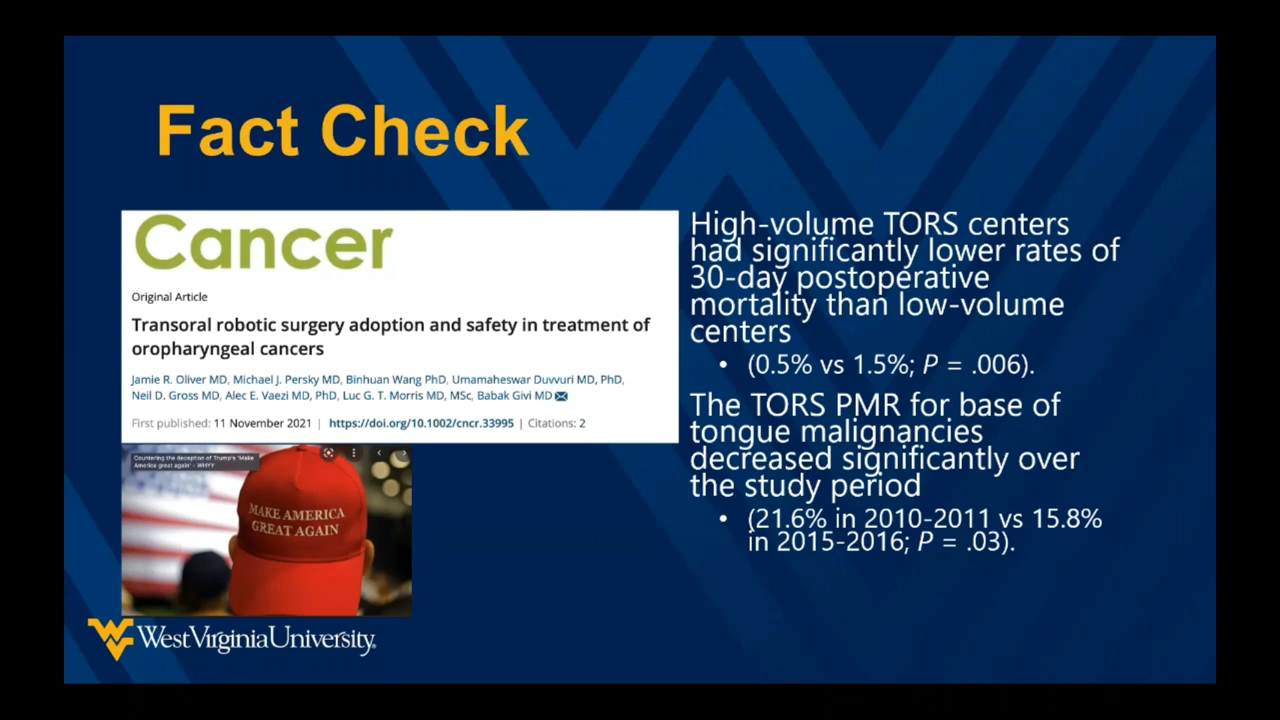 Fact Check
Cancer
Original Article
Transoral robotic surgery adoption and safety in treatment of
oropharyngeal cancers
Jamie R. Oliver MD, Michael J. Persky MD, Binhuan Wang PhD, Umamaheswar Duvvuri MD, PhD,
Neil D. Gross MD, Alec E. Vaezi MD, PhD, Luc G. T. Morris MD, MSc, Babak Givi MD
First published: 11 November 2021 | https://doi.org/10.1002/cncr.33995 | Citations: 2
Countering the deception of Trump's 'Make
America great again' - WHYY
MAKE AMERICA
GREAT AGAIN
West Virginia University.
High-volume TORS centers
had significantly lower rates of
30-day postoperative
mortality than low-volume
centers
• (0.5% vs 1.5%; P = .006).
The TORS PMR for base of
tongue malignancies
decreased significantly over
the study period
• (21.6% in 2010-2011 vs 15.8%
in 2015-2016; P = .03).